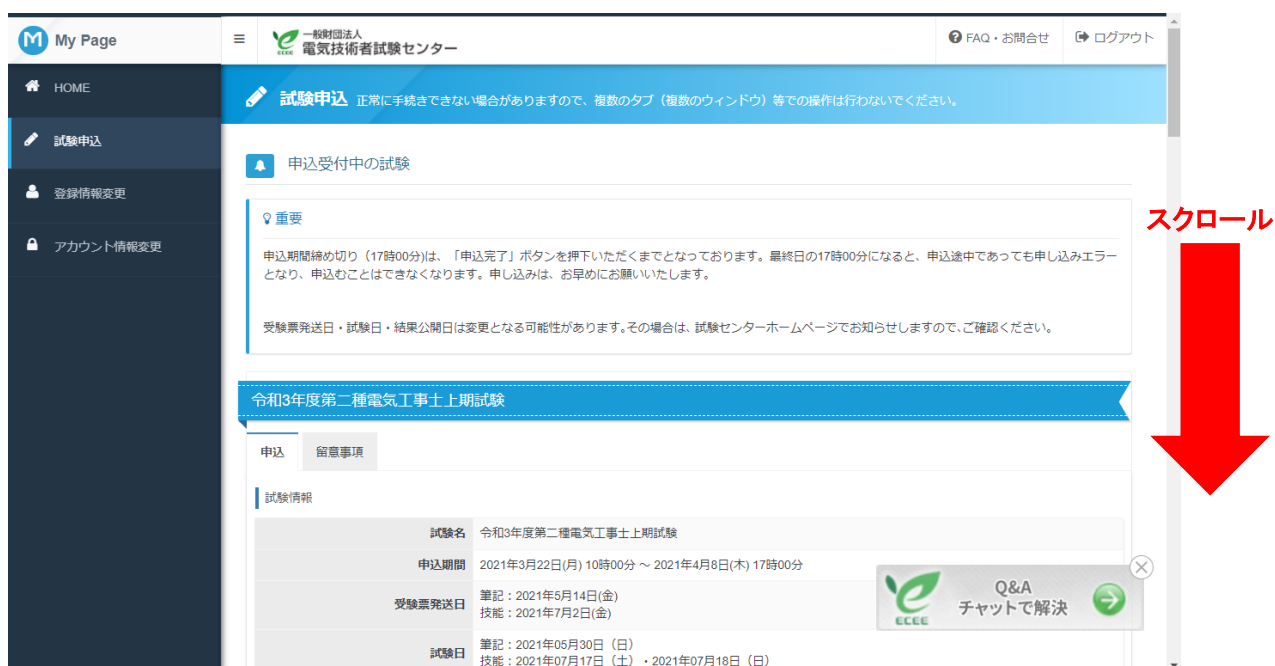 My Page
一般財団法人
電気技術者試験センター
ECEE
FAQ・お問合せ
ログアウト
HOME
試験申込
登録情報変更
アカウント情報変更
試験申込 正常に手続きできない場合がありますので、複数のタブ（複数のウィンドウ）等での操作は行わないでください。
申込受付中の試験
重要
申込期間締め切り（17時00分)は、「申込完了」ボタンを押下いただくまでとなっております。最終日の17時00分になると、申込途中であっても申し込みエラー
となり、申込むことはできなくなります。申し込みは、お早めにお願いいたします。
受験票発送日・試験日・結果公開日は変更となる可能性があります。その場合は、試験センターホームページでお知らせしますので、ご確認ください。
スクロール
令和3年度第二種電気工事士上期試験
申込
留意事項
試験情報
試験名 令和3年度第二種電気工事士上期試験
申込期間 2021年3月22日(月) 10時00分 ～ 2021年4月8日(木) 17時00分
受験票発送日 筆記：2021年5月14日(金)
技能：2021年7月2日(金)
試験日 筆記：2021年05月30日（日）
技能：2021年07月17日（土）・2021年07月18日（日）
Q&A
チャットで解決
ECEE